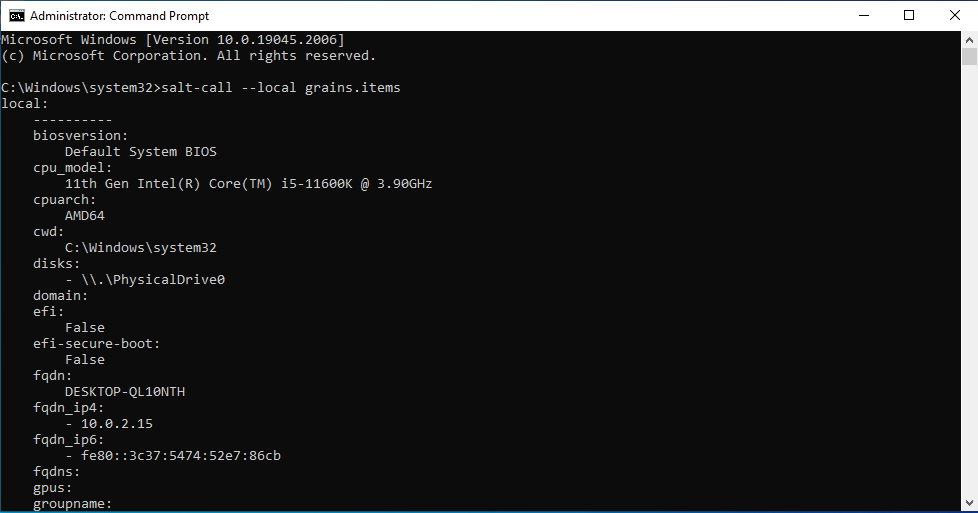 Administrator: Command Prompt
Microsoft Windows [Version 10.0.19045.2006]
(c) Microsoft Corporation. All rights reserved.
C:\Windows\system32>salt-call --local grains.items
local:
----------
biosversion:
Default System BIOS
cpu_model:
11th Gen Intel(R) Core(TM) i5-11600K @ 3.90GHz
cpuarch:
AMD64
cwd:
C:\Windows\system32
disks:
- \\.\PhysicalDrive0
domain:
efi:
False
efi-secure-boot:
False
fqdn:
DESKTOP-QL10NTH
fqdn_ip4:
- 10.0.2.15
fqdn_ip6:
- fe80::3c37:5474:52e7:86cb
fqdns:
gpus:
groupname: